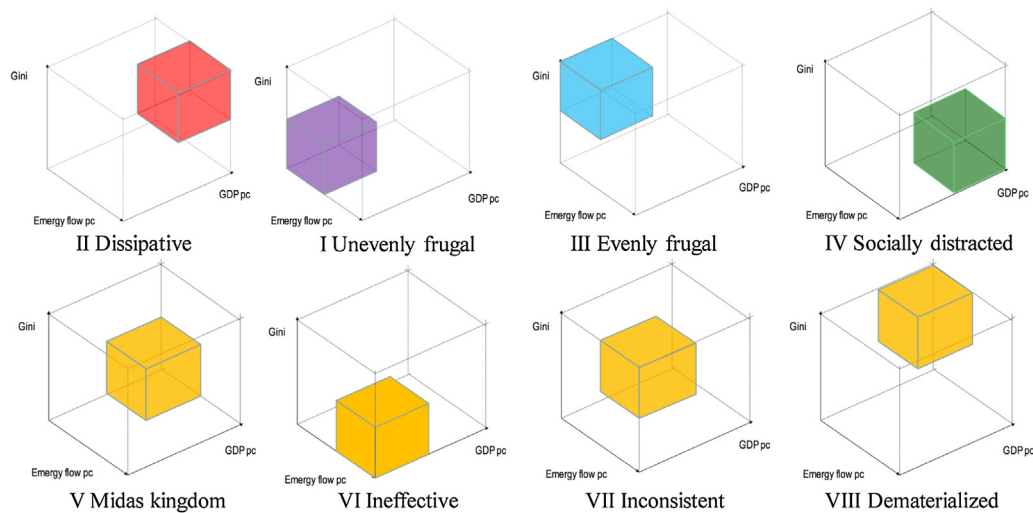 Gini
GDP pc
Emergy flow pc
II Dissipative
Gini
GDP pc
Emergy flow pc
I Unevenly frugal
Gini
GDP pc
Emergy flow pc
III Evenly frugal
Gini
GDP pc
Emergy flow pc
IV Socially distracted
Gini
GDP pc
Emergy flow pc
V Midas kingdom
Gini
GDP pc
Emergy flow pc
VI Ineffective
Gini
GDP pc
Emergy flow pc
VII Inconsistent
Gini
GDP pc
Emergy flow pc
VIII Dematerialized